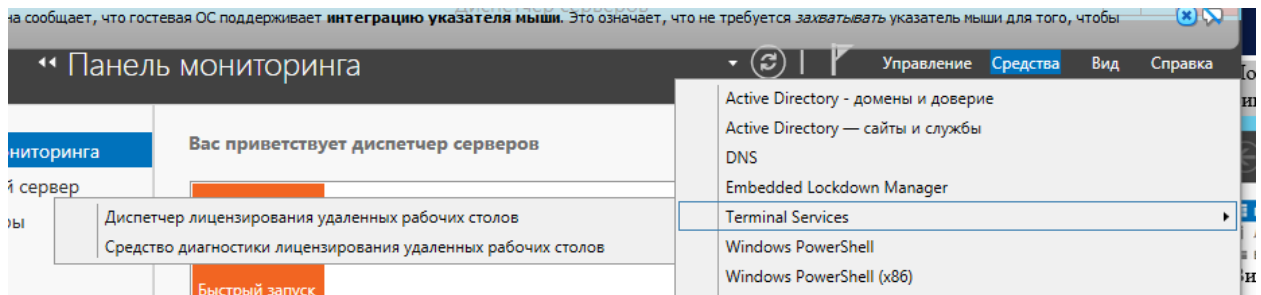 на сообщает, что гостевая ОС поддерживает интеграцию указателя мыши. Это означает, что не требуется захватывать указатель мыши для того, чтобы
Панель мониторинга
Управление Средства Вид Справка
Active Directory - домены и доверие
Active Directory — сайты и службы
DNS
Embedded Lockdown Manager
Terminal Services
Windows PowerShell
Windows PowerShell (x86)
ниторинга
Вас приветствует диспетчер серверов
й сервер
ры
Диспетчер лицензирования удаленных рабочих столов
Средство диагностики лицензирования удаленных рабочих столов
Быстрый запуск